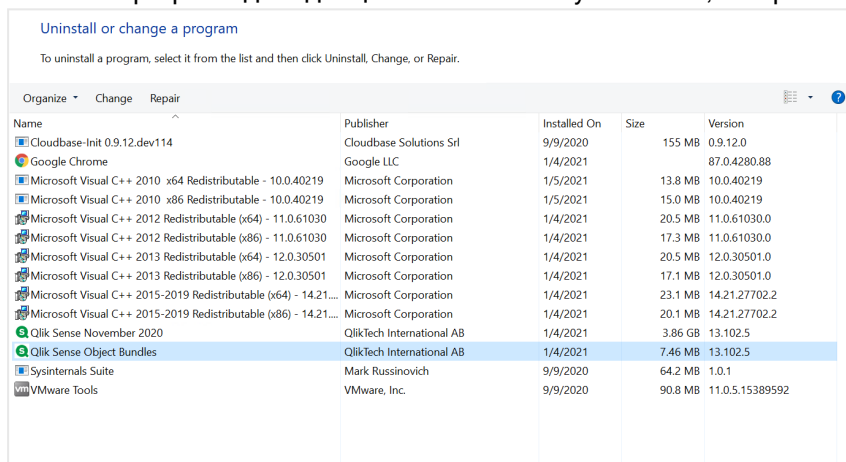 Uninstall or change a program
To uninstall a program, select it from the list and then click Uninstall, Change, or Repair.
Organize Change Repair
Name Publisher Installed On Size Version
Cloudbase-Init 0.9.12.dev114 Cloudbase Solutions Srl 9/9/2020 155 MB 0.9.12.0
Google Chrome Google LLC 1/4/2021 87.0.4280.88
Microsoft Visual C++ 2010 x64 Redistributable - 10.0.40219 Microsoft Corporation 1/5/2021 13.8 MB 10.0.40219
Microsoft Visual C++ 2010 x86 Redistributable - 10.0.40219 Microsoft Corporation 1/5/2021 15.0 MB 10.0.40219
Microsoft Visual C++ 2012 Redistributable (x64) - 11.0.61030 Microsoft Corporation 1/4/2021 20.5 MB 11.0.61030.0
Microsoft Visual C++ 2012 Redistributable (x86) - 11.0.61030 Microsoft Corporation 1/4/2021 17.3 MB 11.0.61030.0
Microsoft Visual C++ 2013 Redistributable (x64) - 12.0.30501 Microsoft Corporation 1/4/2021 20.5 MB 12.0.30501.0
Microsoft Visual C++ 2013 Redistributable (x86) - 12.0.30501 Microsoft Corporation 1/4/2021 17.1 MB 12.0.30501.0
Microsoft Visual C++ 2015-2019 Redistributable (x64) - 14.21.... Microsoft Corporation 1/4/2021 23.1 MB 14.21.27702.2
Microsoft Visual C++ 2015-2019 Redistributable (x86) - 14.21.... Microsoft Corporation 1/4/2021 20.1 MB 14.21.27702.2
Qlik Sense November 2020 QlikTech International AB 1/4/2021 3.86 GB 13.102.5
Qlik Sense Object Bundles QlikTech International AB 1/4/2021 7.46 MB 13.102.5
Sysinternals Suite Mark Russinovich 9/9/2020 64.2 MB 1.0.1
VMware Tools VMware, Inc. 9/9/2020 90.8 MB 11.0.5.15389592